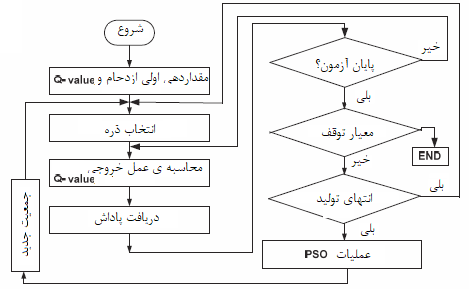 شروع
مقداردهی اولی ازدحام و Q-value
انتخاب ذره
محاسبه ی عمل خروجی
Q-value
دریافت پاداش
جمعیت جدید
پایان آزمون؟
خیر
بلی
معیار توقف
END
خیر
انتهای تولید
بلی
بلی
عملیات PSO